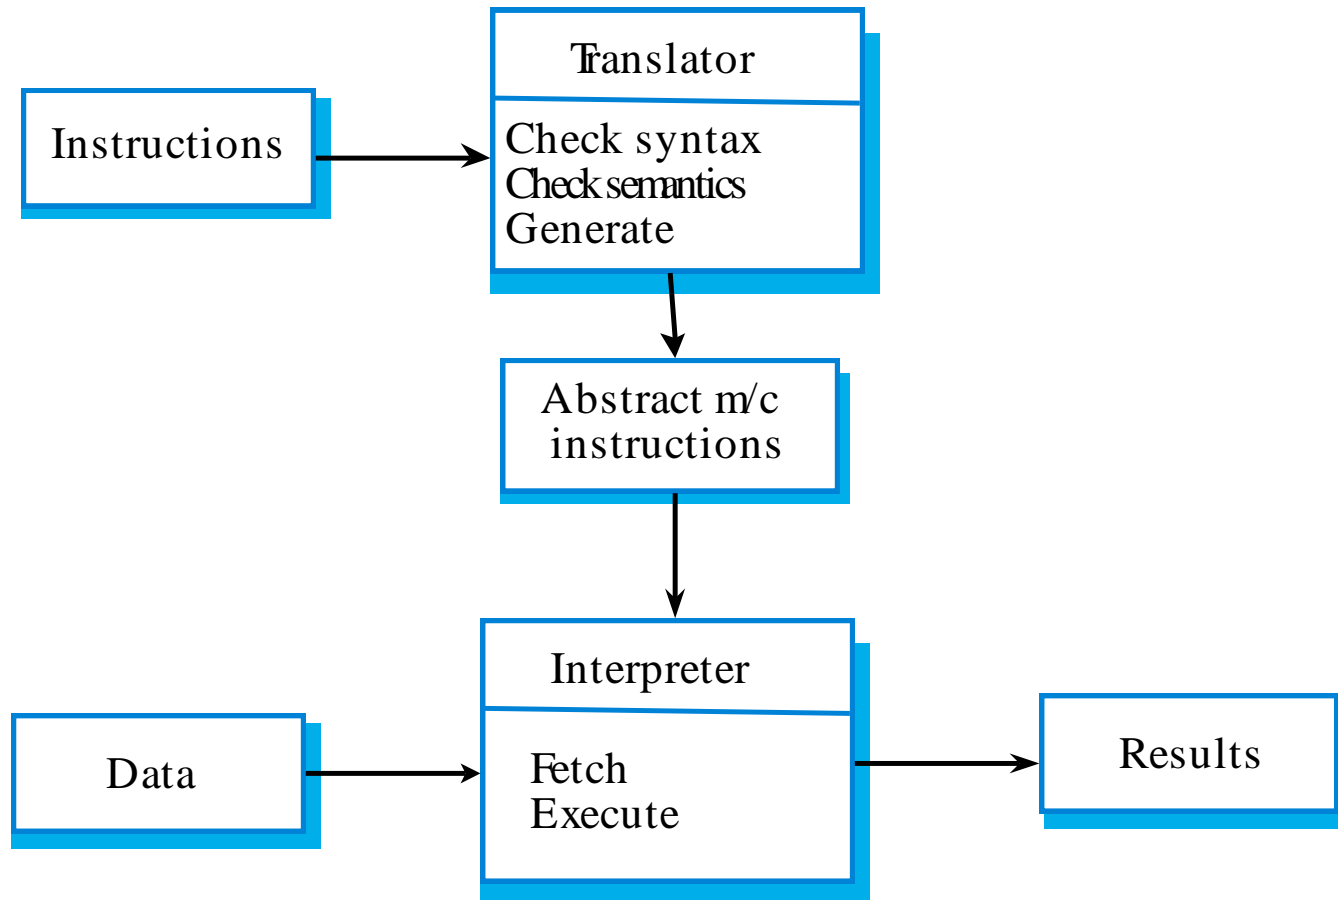 Translator
Instructions
Check syntax
Check semantics
Generate
Abstract m/c
instructions
Interpreter
Data
Fetch
Execute
Results